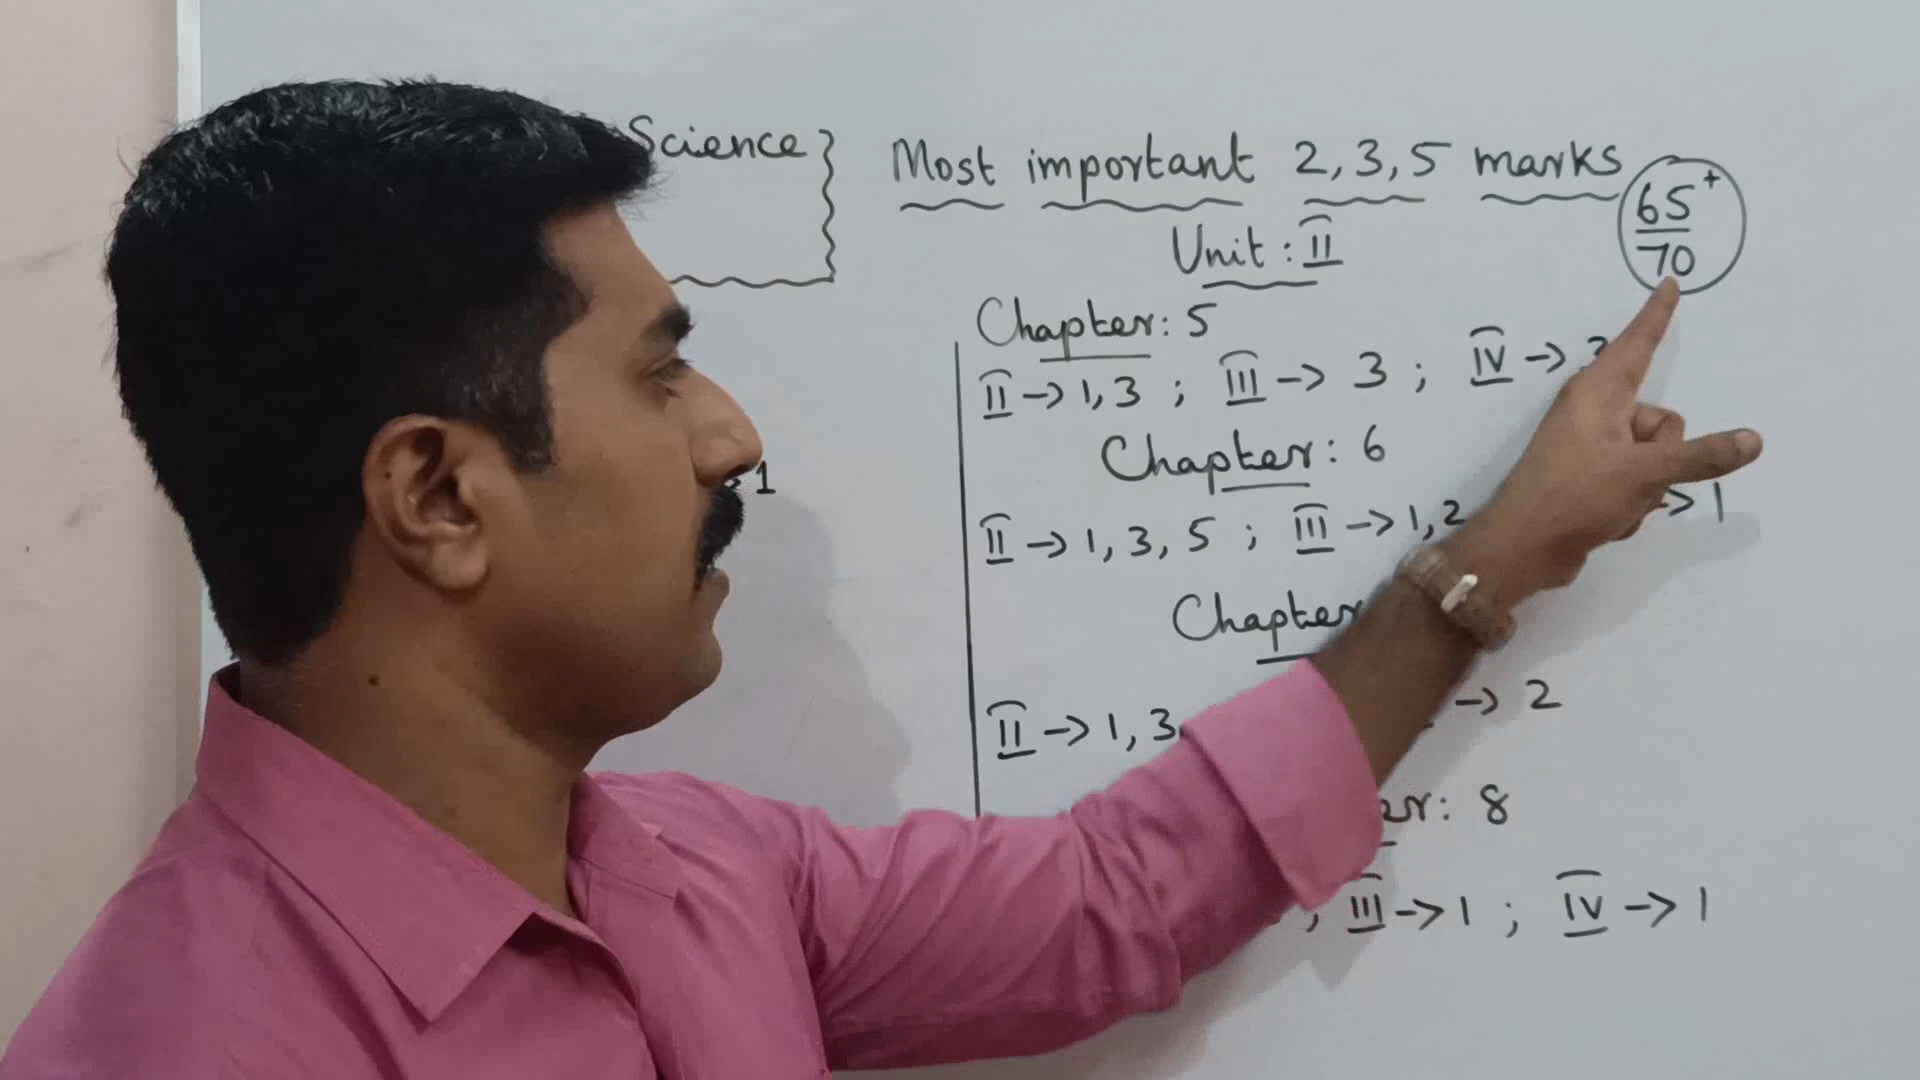 Science
Most important 2, 3, 5 marks
65+
70
Unit : II
Chapter: 5
II → 1, 3 ; III → 3 ; IV →
Chapter: 6
→ 1
II → 1, 3, 5 ; III → 1, 2
→ 1
Chapter
II → 1, 3
→ 2
: 8
; III → 1 ; IV → 1